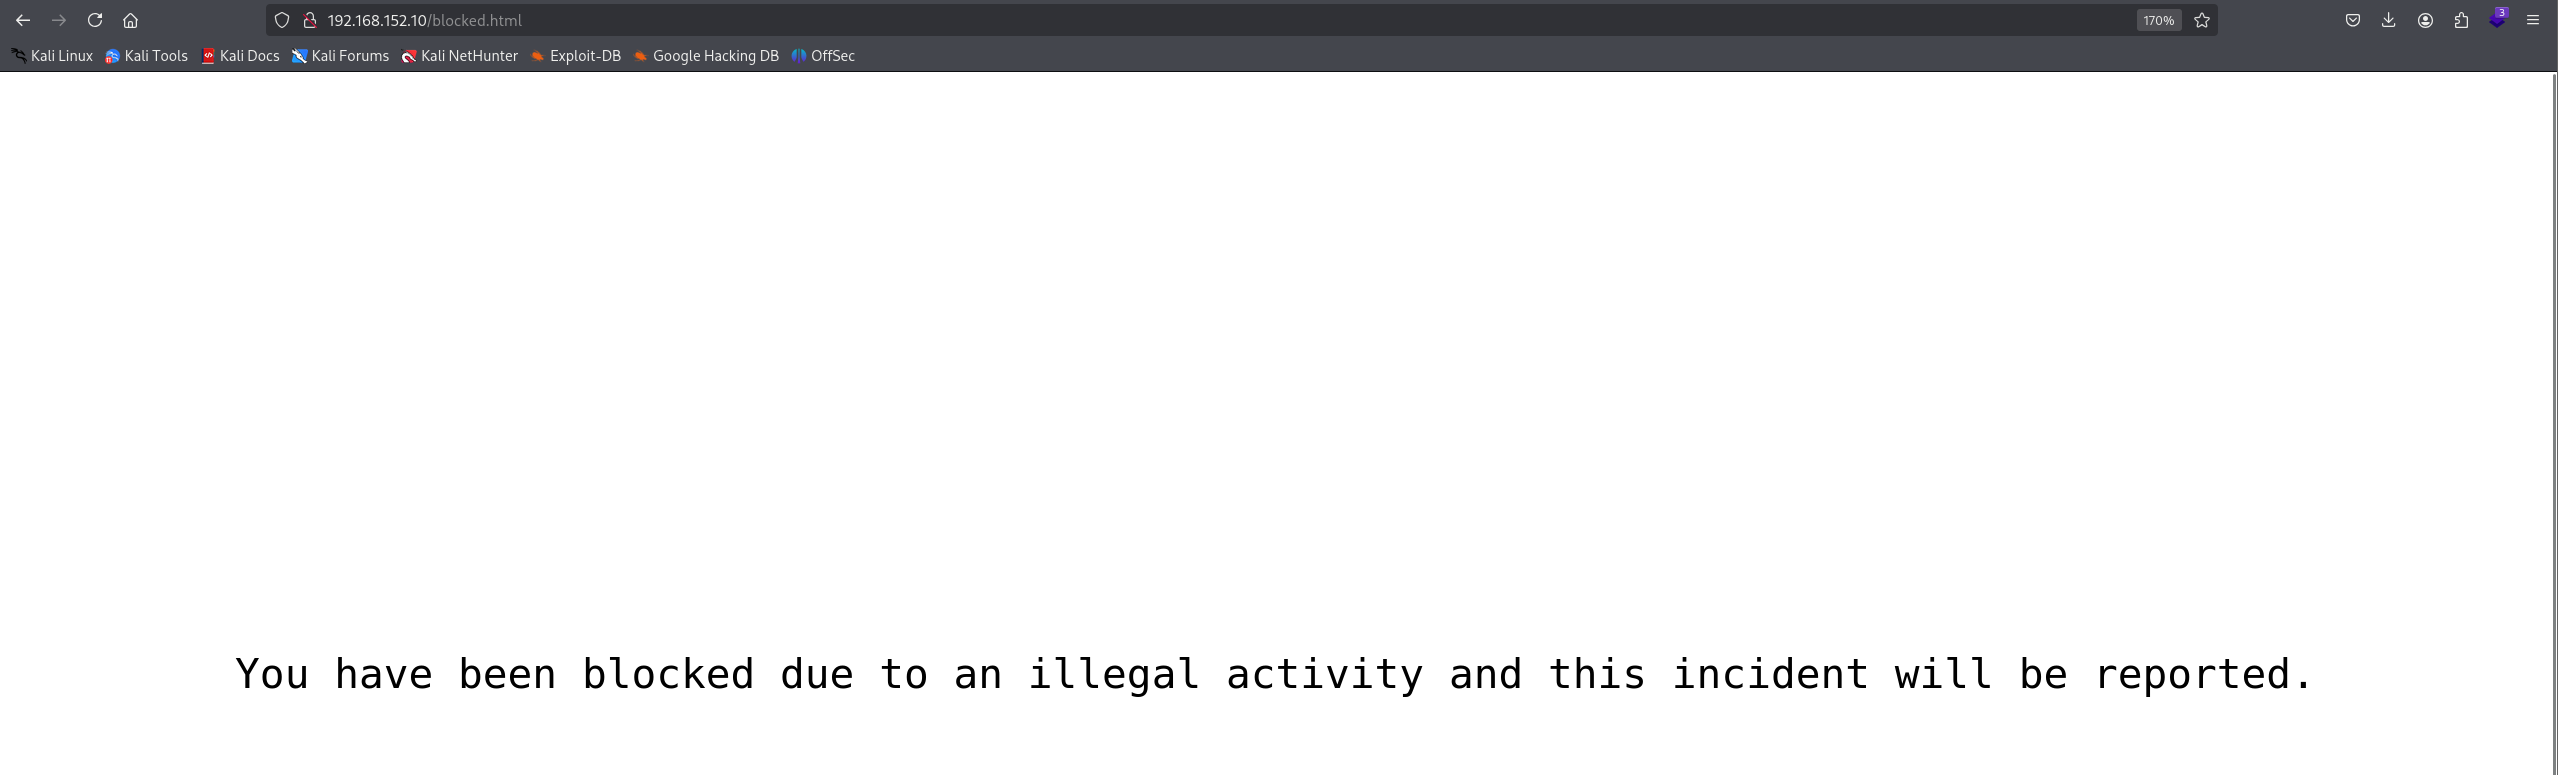 192.168.152.10/blocked.html
170%
3
Kali Linux Kali Tools Kali Docs Kali Forums Kali NetHunter Exploit-DB Google Hacking DB OffSec
You have been blocked due to an illegal activity and this incident will be reported.